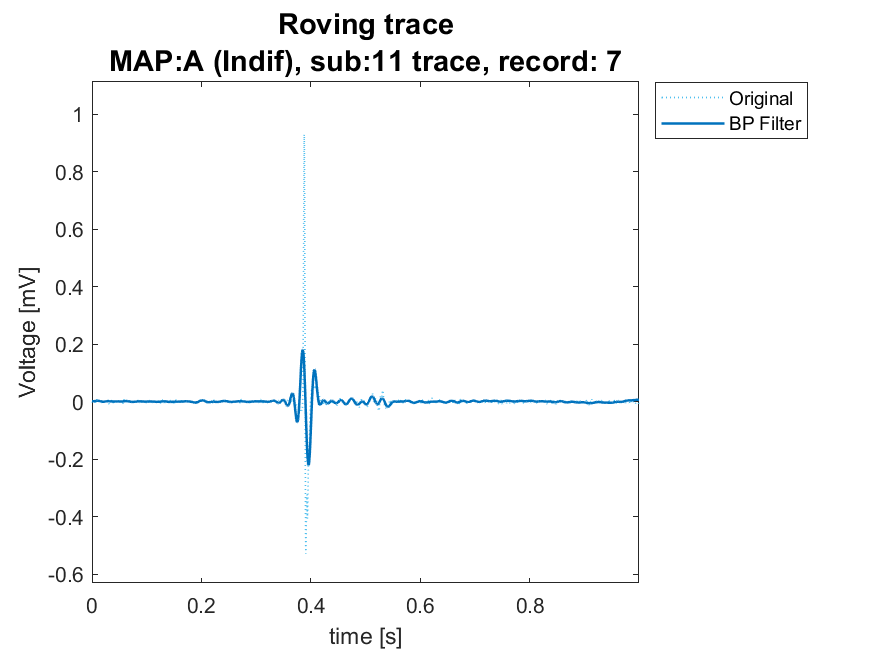 Roving trace
MAP:A (Indif), sub:11 trace, record: 7
Original
BP Filter
1
0.8
0.6
0.4
0.2
0
-0.2
-0.4
-0.6
Voltage [mV]
0
0.2
0.4
0.6
0.8
time [s]